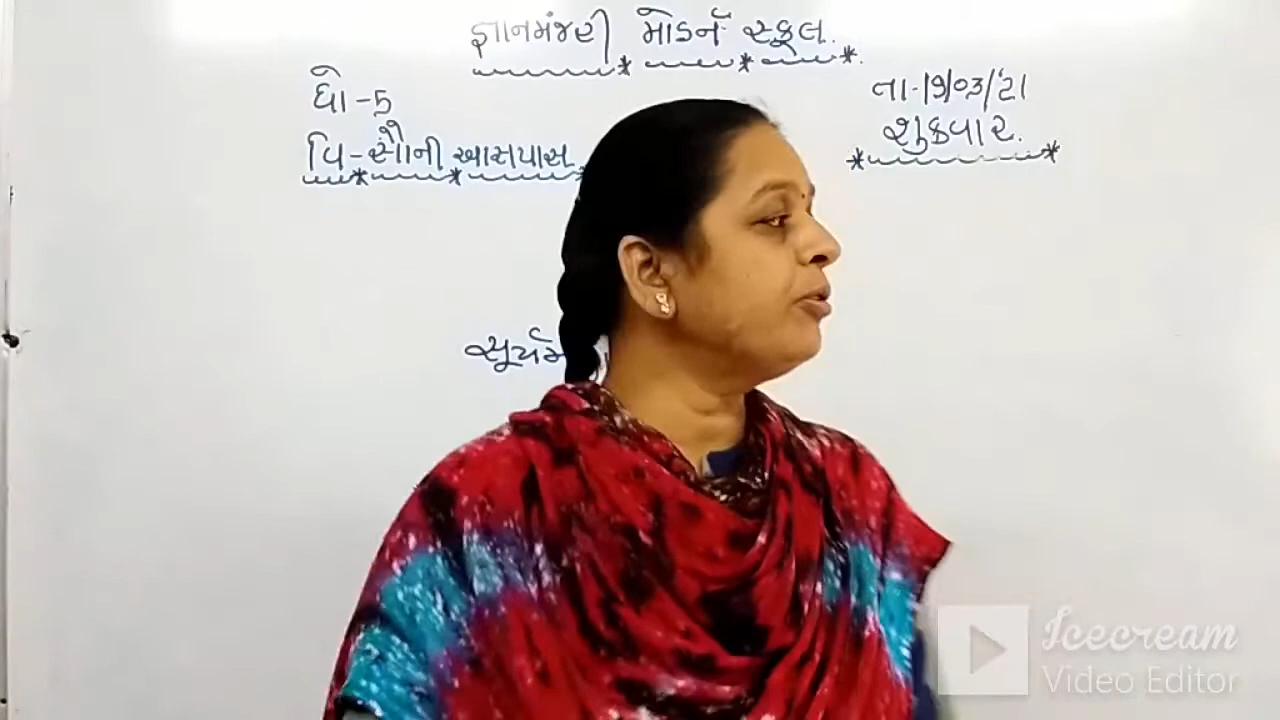 જ્ઞાનમંજરી મોડર્ન સ્કૂલ.
ધો-5
તા-19/03/'21
શુક્રવાર.
વિ-સૌની આસપાસ
Icecream
Video Editor